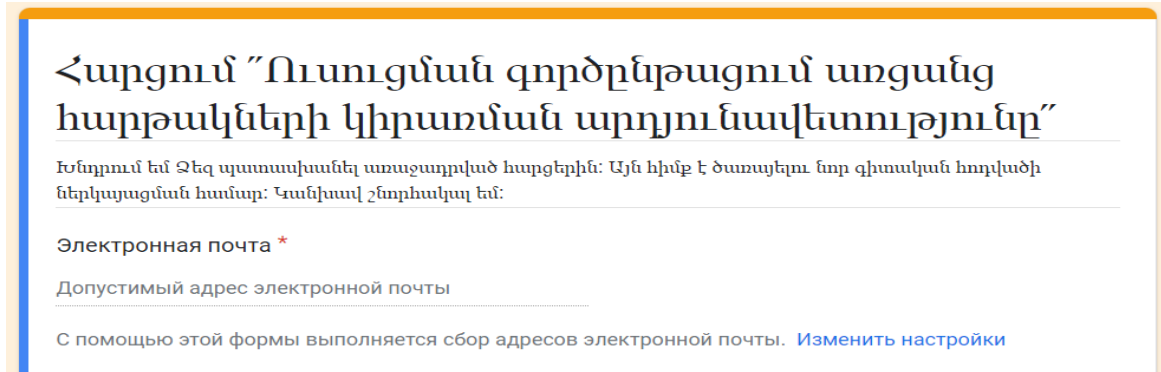 Հարցում ״Ուսուցման գործընթացում առցանց
հարթակների կիրառման արդյունավետությունը״
Խնդրում եմ Ձեզ պատասխանել առաջադրված հարցերին: Այն հիմք է ծառայելու նոր գիտական հոդվածի
ներկայացման համար: Կանխավ շնորհակալ եմ:
Электронная почта *
Допустимый адрес электронной почты
С помощью этой формы выполняется сбор адресов электронной почты. Изменить настройки